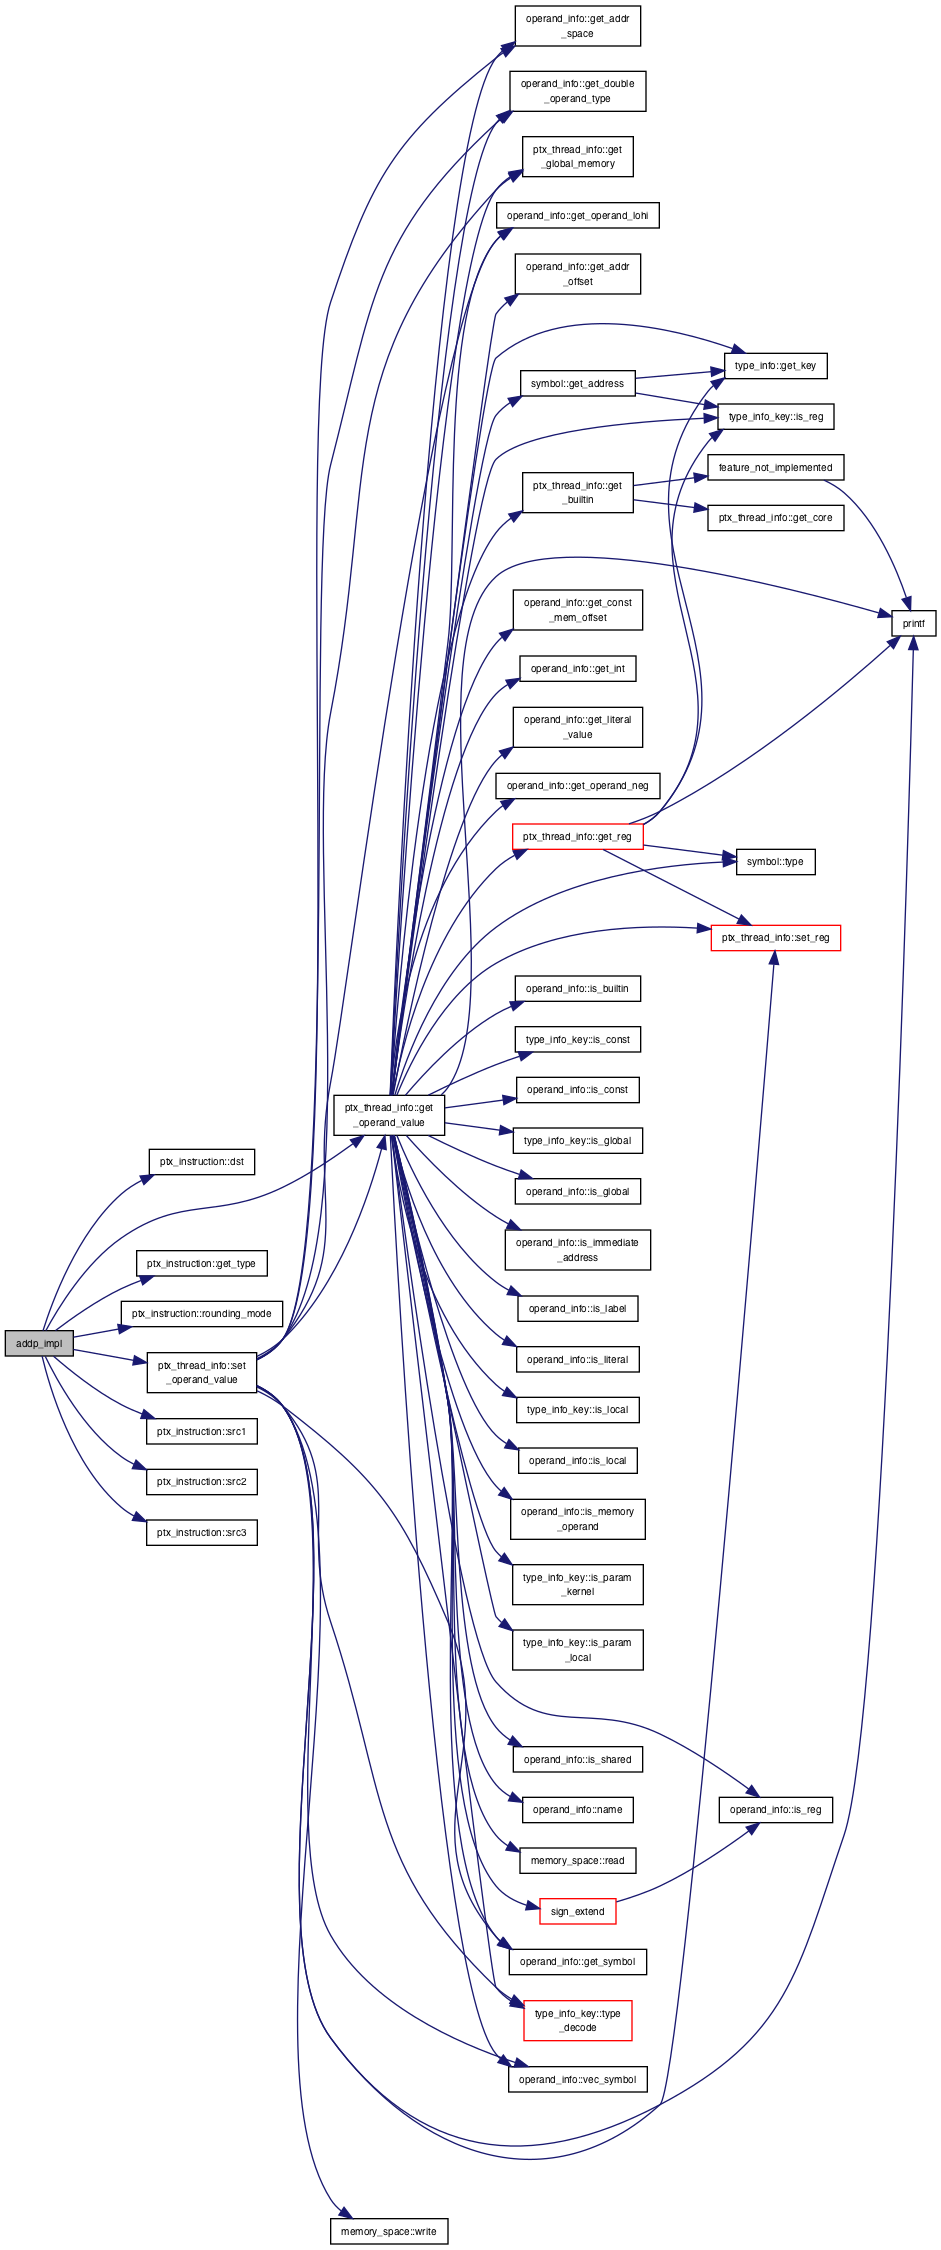 operand_info::get_addr
_space
operand_info::get_double
_operand_type
ptx_thread_info::get
_global_memory
operand_info::get_operand_lohi
operand_info::get_addr
_offset
type_info::get_key
symbol::get_address
type_info_key::is_reg
feature_not_implemented
ptx_thread_info::get
_builtin
ptx_thread_info::get_core
operand_info::get_const
_mem_offset
printf
operand_info::get_int
operand_info::get_literal
_value
operand_info::get_operand_neg
ptx_thread_info::get_reg
symbol::type
ptx_thread_info::set_reg
operand_info::is_builtin
type_info_key::is_const
operand_info::is_const
ptx_thread_info::get
_operand_value
type_info_key::is_global
ptx_instruction::dst
operand_info::is_global
operand_info::is_immediate
_address
ptx_instruction::get_type
operand_info::is_label
ptx_instruction::rounding_mode
addp_impl
operand_info::is_literal
ptx_thread_info::set
_operand_value
type_info_key::is_local
ptx_instruction::src1
operand_info::is_local
ptx_instruction::src2
operand_info::is_memory
_operand
ptx_instruction::src3
type_info_key::is_param
_kernel
type_info_key::is_param
_local
operand_info::is_shared
operand_info::name
operand_info::is_reg
memory_space::read
sign_extend
operand_info::get_symbol
type_info_key::type
_decode
operand_info::vec_symbol
memory_space::write